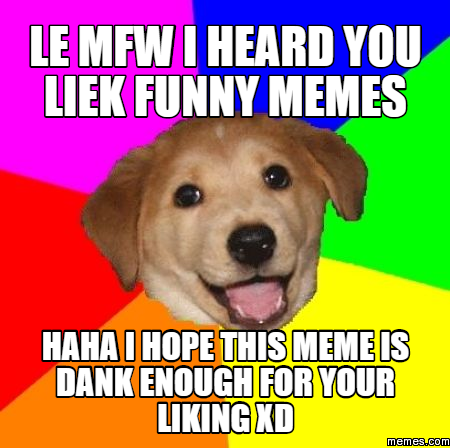 LE MFW I HEARD YOU
LIEK FUNNY MEMES
HAHA I HOPE THIS MEME IS
DANK ENOUGH FOR YOUR
LIKING XD
memes.com